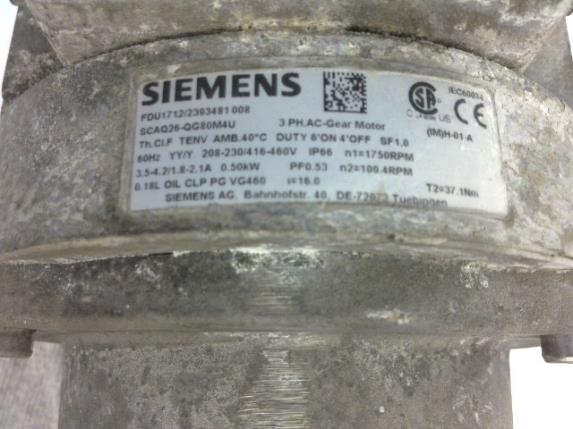 SIEMENS
IEC60034
FDU1712/2303481 008
SCAQ26-QG80M4U 3 PH.AC-Gear Motor
C US CE
Th.Cl.F TENV AMB.40°C DUTY 6'ON 4'OFF SF1.0 (IM)H-01-A
60Hz YY/Y 208-230/416-460V IP66 n1=1750RPM
3.5-4.2/1.8-2.1A 0.50kW PF0.53 n2=109.4RPM
0.18L OIL CLP PG VG460 i=16.0 T2=37.1Nm
SIEMENS AG. Bahnhofstr. 40, DE-72072 Tuebingen